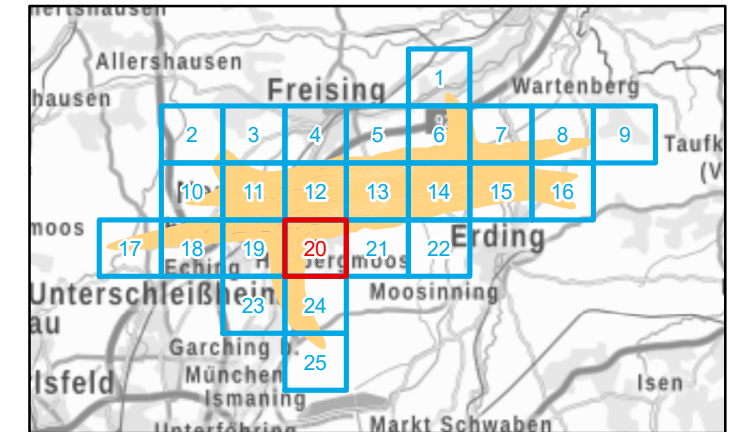 Allershausen
1
Freising
Wartenberg
hausen
2 3 4 5 6 7 8 9
Taufk
(V
10 11 12 13 14 15 16
moos
17 18 19 20 21 22
Erding
Eching
Unterschleißheim
23 24
Moosinning
au
Garching b.
München
25
lsfeld
Isen
Ismaning
Markt Schwaben
Unterföhring